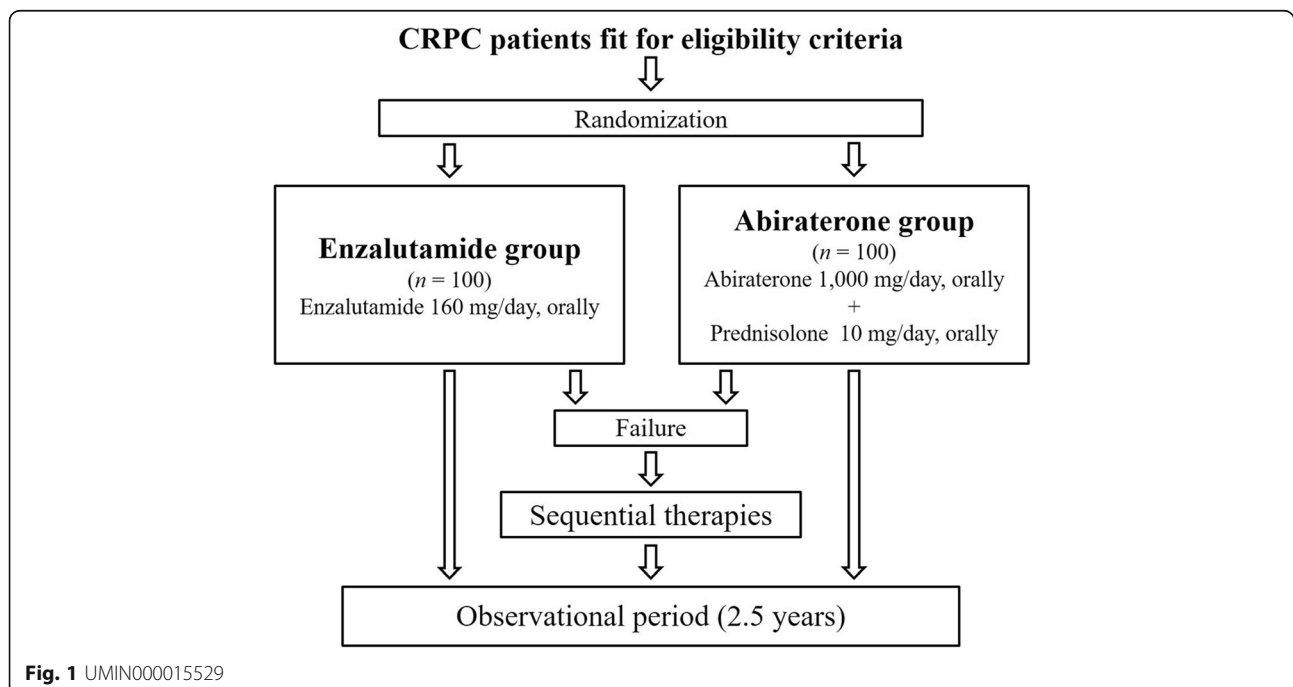 CRPC patients fit for eligibility criteria
Randomization
Enzalutamide group
(n = 100)
Enzalutamide 160 mg/day, orally
Abiraterone group
(n = 100)
Abiraterone 1,000 mg/day, orally
+
Prednisolone 10 mg/day, orally
Failure
Sequential therapies
Observational period (2.5 years)
Fig. 1 UMIN000015529